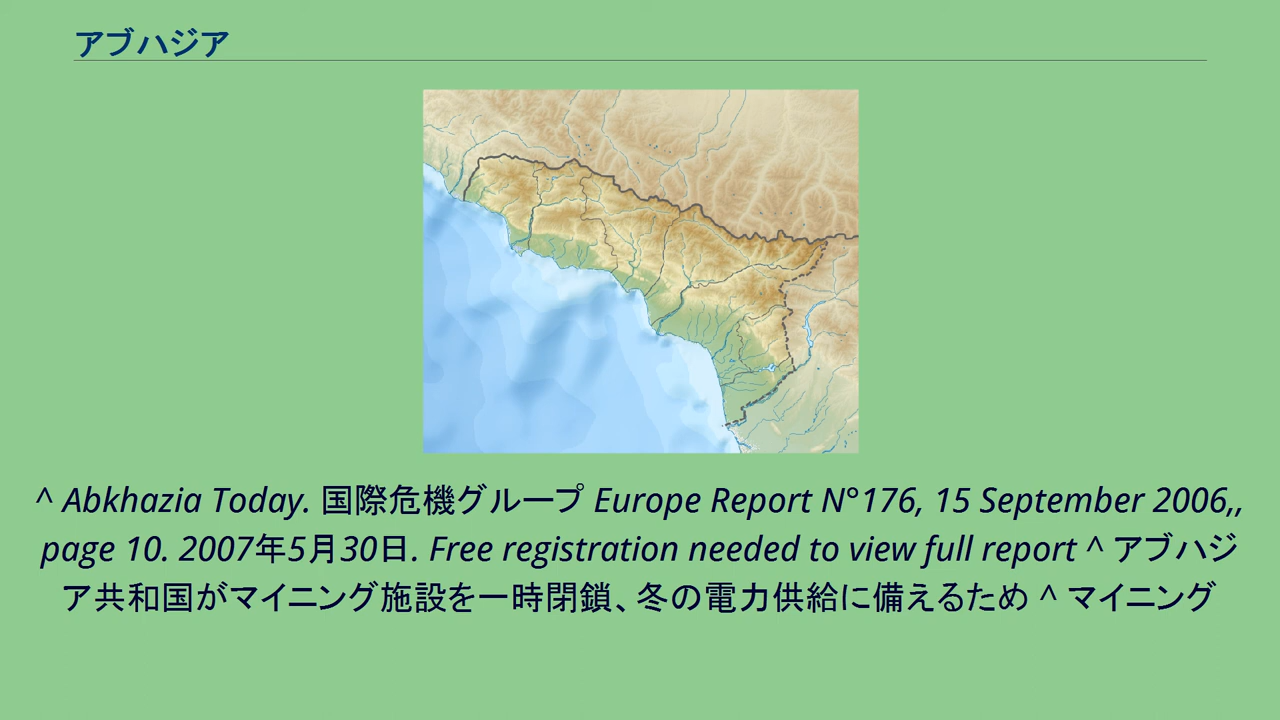 アブハジア
^ Abkhazia Today. 国際危機グループ Europe Report N°176, 15 September 2006,,
page 10. 2007年5月30日. Free registration needed to view full report ^ アブハジ
ア共和国がマイニング施設を一時閉鎖、冬の電力供給に備えるため ^ マイニング